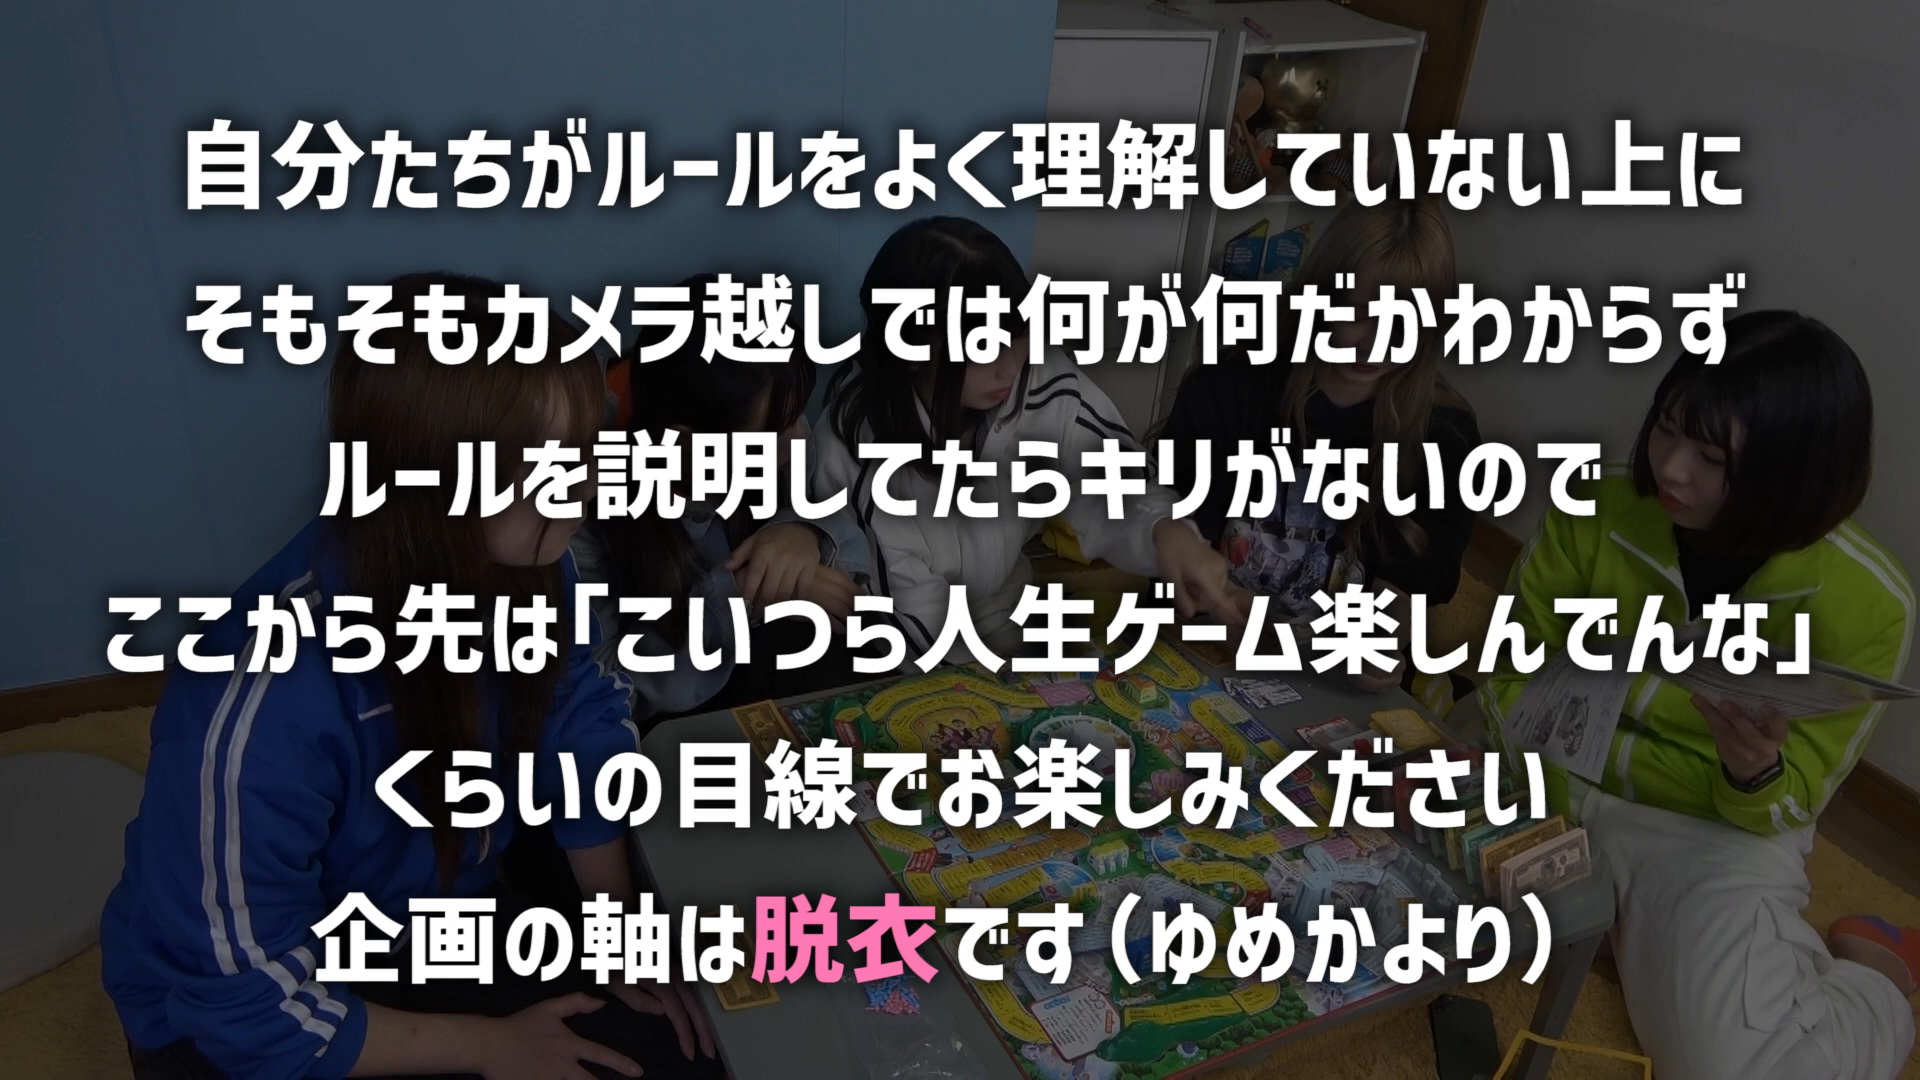 自分たちがルールをよく理解していない上に
そもそもカメラ越しでは何が何だかわからず
ルールを説明してたらキリがないので
ここから先は「こいつら人生ゲーム楽しんでんな」
くらいの目線でお楽しみください
企画の軸は脱衣です（ゆめかより）